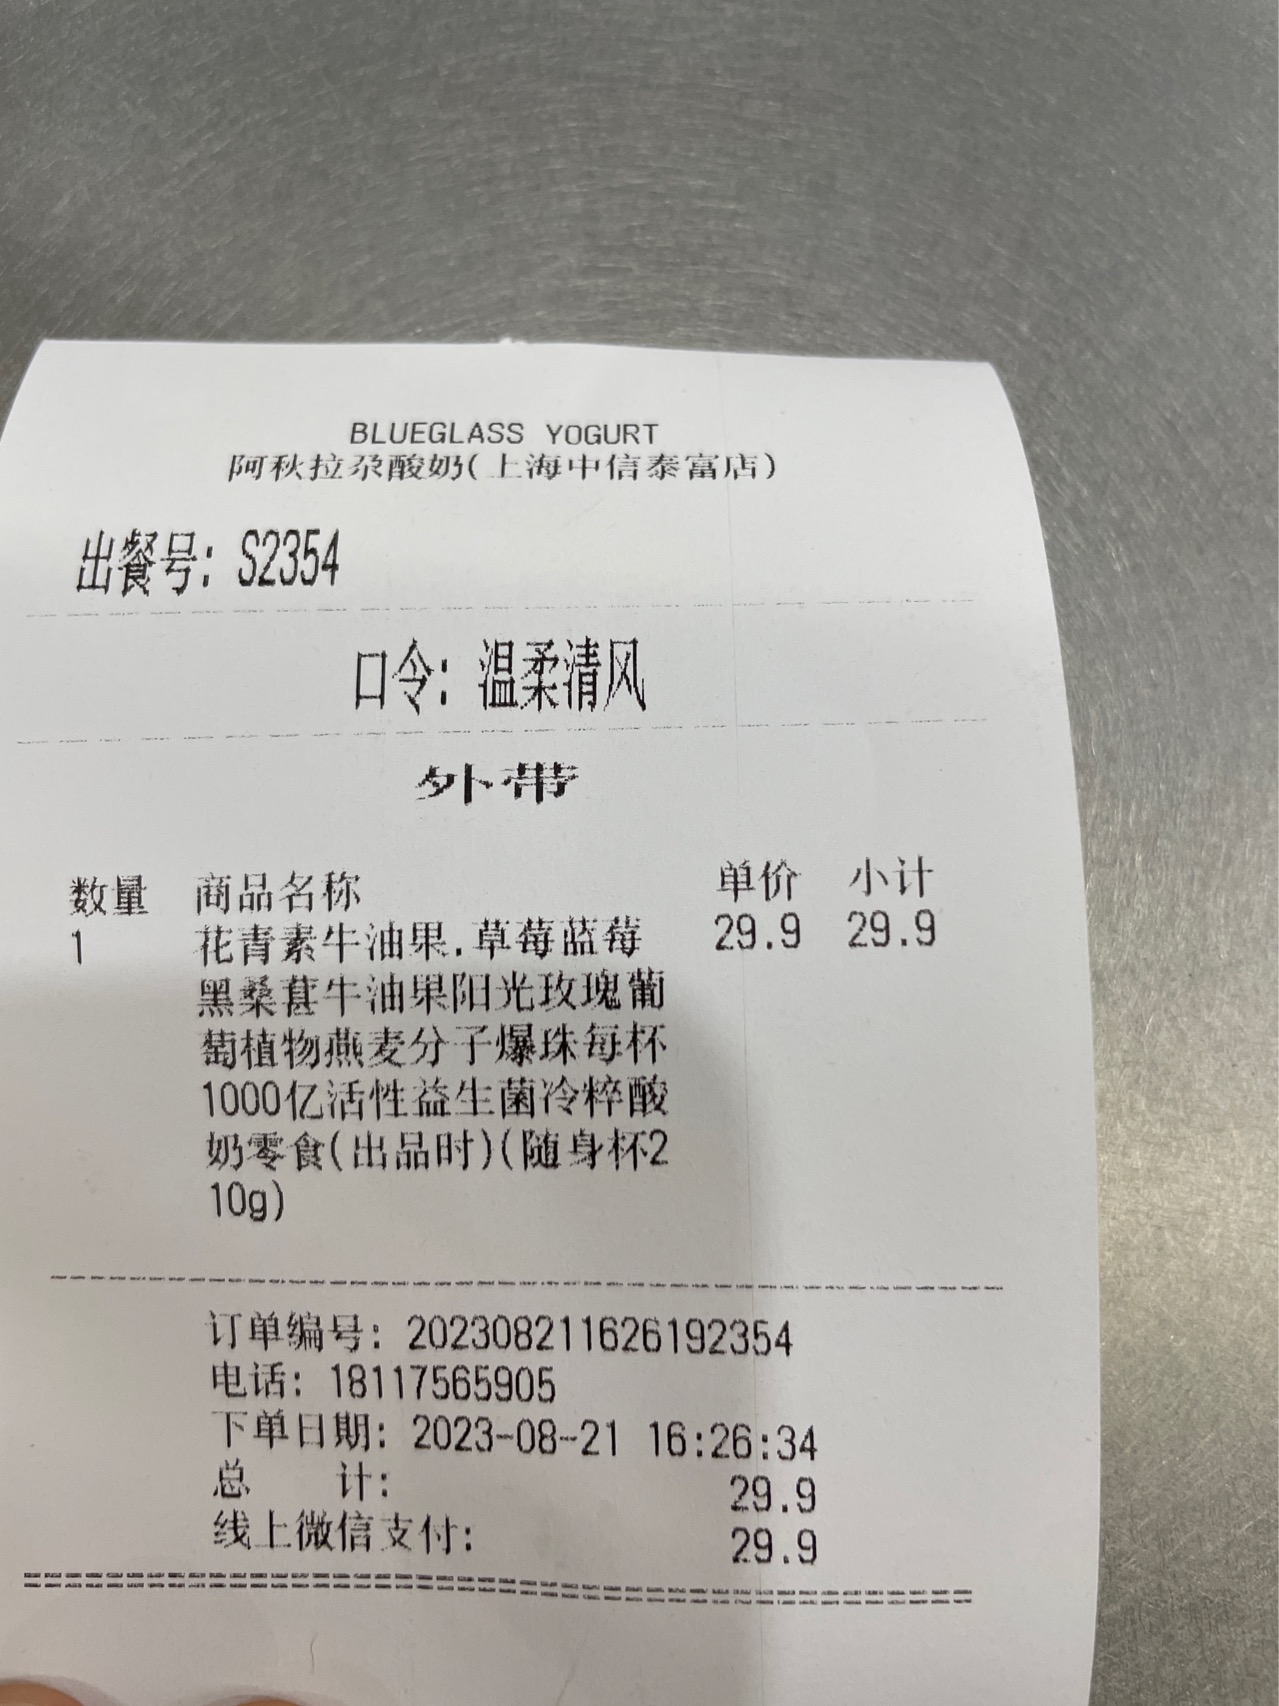 BLUEGLASS YOGURT
阿秋拉尕酸奶(上海中信泰富店)
出餐号: S2354
口令: 温柔清风
外带
数量 商品名称 单价 小计
1 花青素牛油果.草莓蓝莓 29.9 29.9
黑桑葚牛油果阳光玫瑰葡
萄植物燕麦分子爆珠每杯
1000亿活性益生菌冷粹酸
奶零食(出品时)(随身杯2
10g)
订单编号: 202308211626192354
电话: 18117565905
下单日期: 2023-08-21 16:26:34
总 计: 29.9
线上微信支付: 29.9